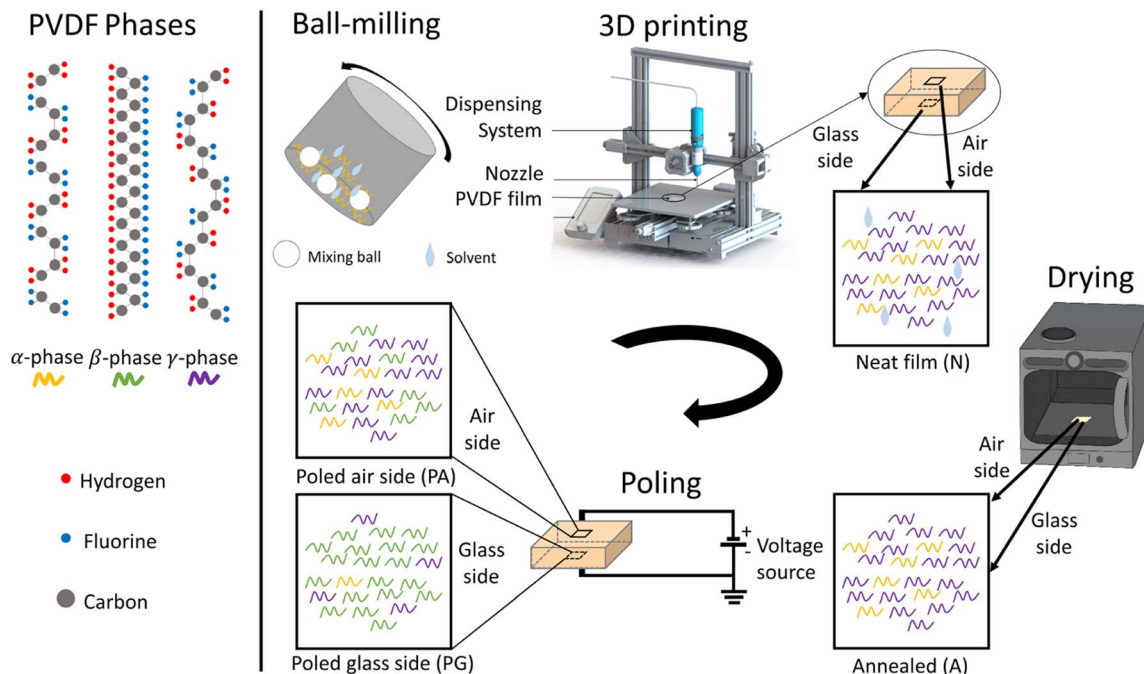 PVDF Phases
α-phase β-phase γ-phase
Hydrogen
Fluorine
Carbon
Ball-milling
Mixing ball
Solvent
3D printing
Dispensing
System
Nozzle
PVDF film
Glass
side
Air
side
Neat film (N)
Drying
Air
side
Glass
side
Annealed (A)
Poling
+
-
Voltage
source
Air
side
Poled air side (PA)
Glass
side
Poled glass side (PG)